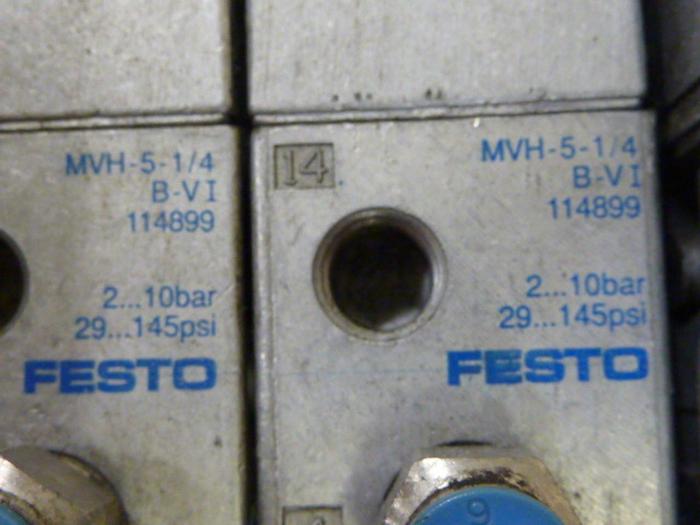 MVH-5-1/4
B-VI
114899
2...10bar
29...145psi
FESTO
14
MVH-5-1/4
B-VI
114899
2...10bar
29...145psi
FESTO